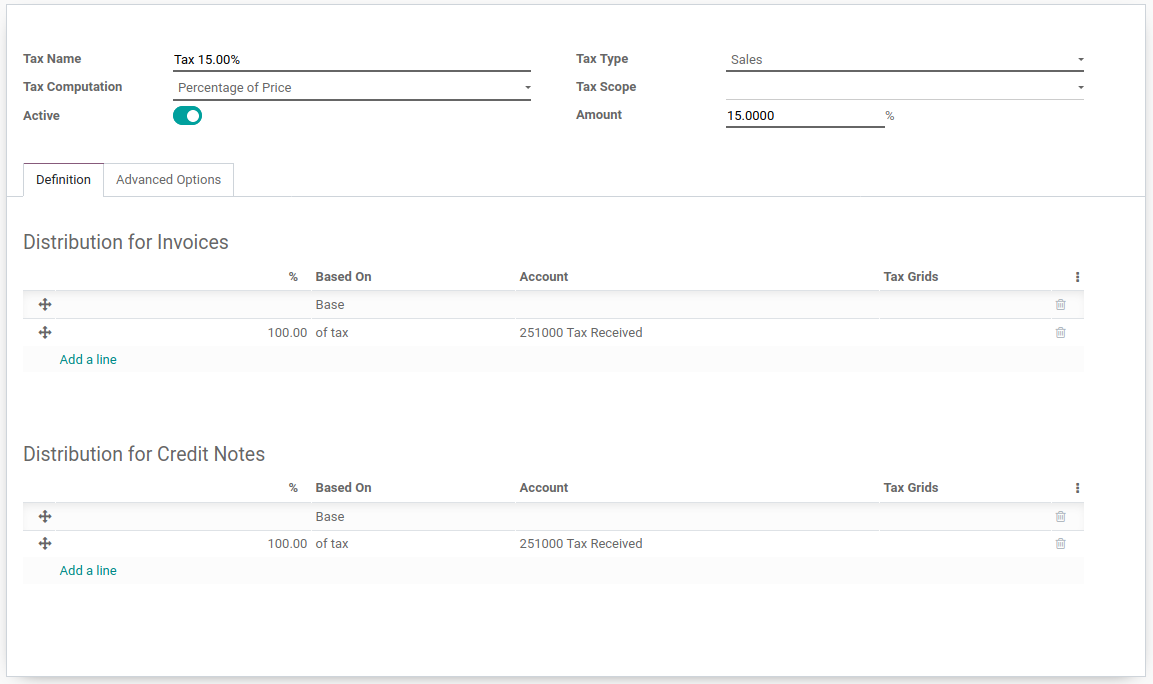 Tax Name Tax 15.00% Tax Type Sales
Tax Computation Percentage of Price Tax Scope
Active Amount 15.0000 %
Definition Advanced Options
Distribution for Invoices
% Based On Account Tax Grids
Base
100.00 of tax 251000 Tax Received
Add a line
Distribution for Credit Notes
% Based On Account Tax Grids
Base
100.00 of tax 251000 Tax Received
Add a line